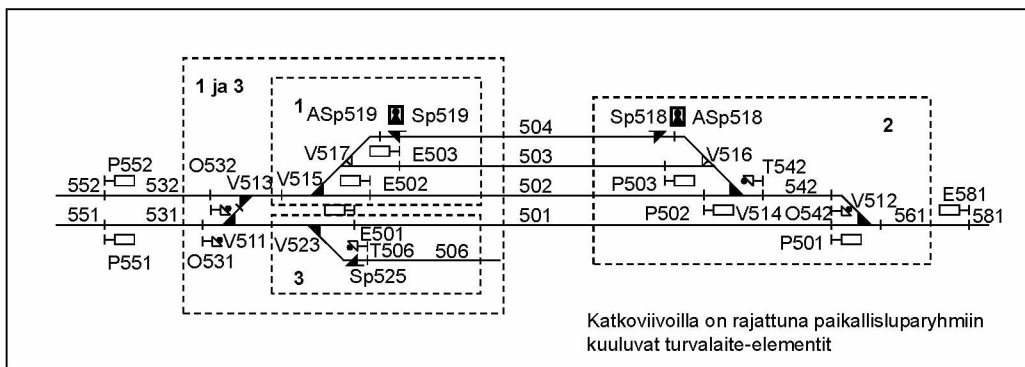 1 ja 3
1
ASp519
Sp519
Sp518
ASp518
2
504
P552
O532
V517
E503
503
V516
T542
552
532
V513
V515
E502
502
P503
542
V512
E581
551
531
501
P502
V514
O542
561
581
P551
O531
V511
V523
E501
T506
506
P501
3
Sp525
Katkoviivoilla on rajattuna paikallisluparyhmiin
kuuluvat turvalaite-elementit